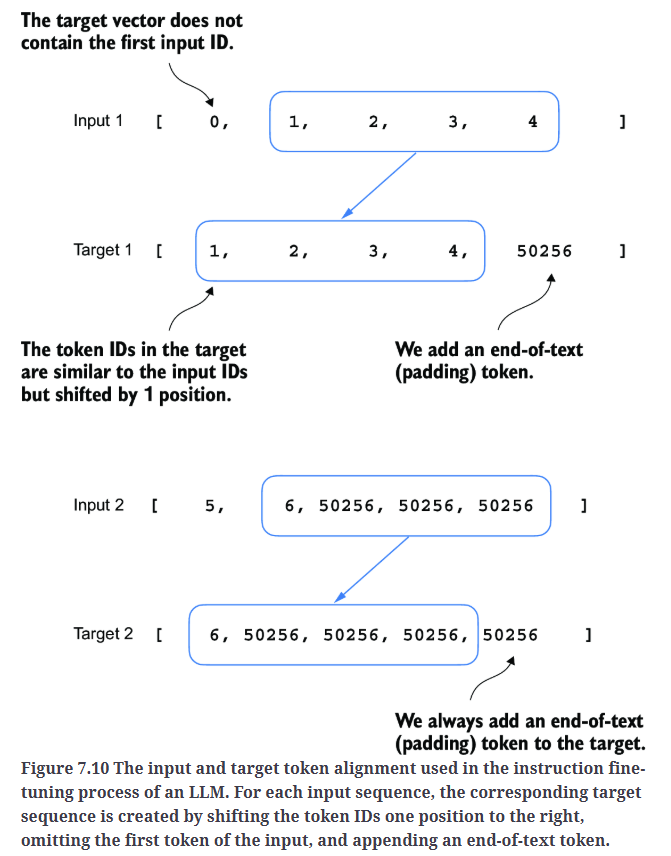 The target vector does not
contain the first input ID.
Input 1 [ 0, 1, 2, 3, 4 ]
Target 1 [ 1, 2, 3, 4, 50256 ]
The token IDs in the target
are similar to the input IDs
but shifted by 1 position.
We add an end-of-text
(padding) token.
Input 2 [ 5, 6, 50256, 50256, 50256 ]
Target 2 [ 6, 50256, 50256, 50256, 50256 ]
We always add an end-of-text
(padding) token to the target.
Figure 7.10 The input and target token alignment used in the instruction fine-
tuning process of an LLM. For each input sequence, the corresponding target
sequence is created by shifting the token IDs one position to the right,
omitting the first token of the input, and appending an end-of-text token.